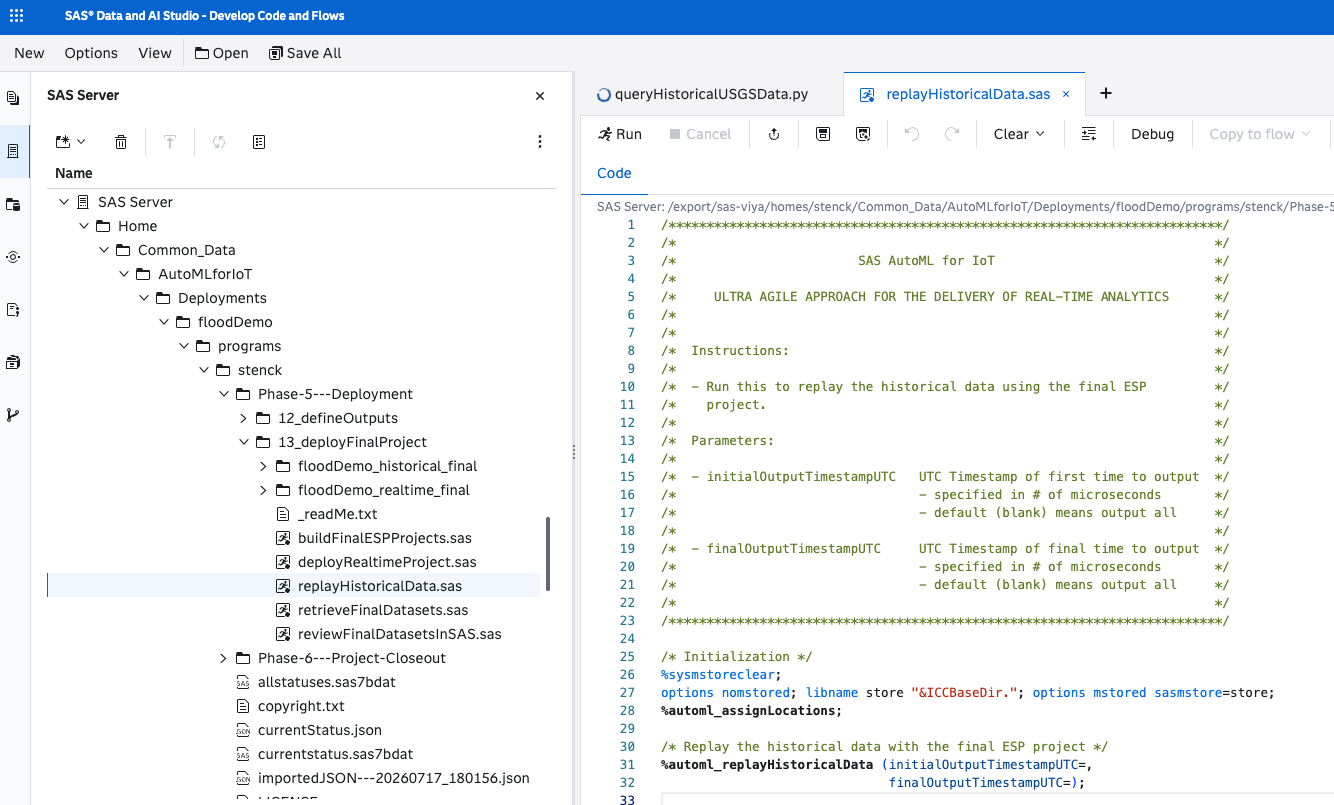 SAS® Data and AI Studio - Develop Code and Flows
New Options View Open Save All
SAS Server
Name
SAS Server
Home
Common_Data
AutoMLforIoT
Deployments
floodDemo
programs
stenck
Phase-5---Deployment
12_defineOutputs
13_deployFinalProject
floodDemo_historical_final
floodDemo_realtime_final
_readMe.txt
buildFinalESPProjects.sas
deployRealtimeProject.sas
replayHistoricalData.sas
retrieveFinalDatasets.sas
reviewFinalDatasetsInSAS.sas
Phase-6---Project-Closeout
allstatuses.sas7bdat
copyright.txt
currentStatus.json
currentstatus.sas7bdat
importedJSON---20260717_180156.json
queryHistoricalUSGSData.py replayHistoricalData.sas × +
Run Cancel Clear Debug Copy to flow
Code
SAS Server: /export/sas-viya/homes/stenck/Common_Data/AutoMLforIoT/Deployments/floodDemo/programs/stenck/Phase-5
1 /*************************************************************************/
2 /* */
3 /* SAS AutoML for IoT */
4 /* */
5 /* ULTRA AGILE APPROACH FOR THE DELIVERY OF REAL-TIME ANALYTICS */
6 /* */
7 /* */
8 /* Instructions: */
9 /* */
10 /* - Run this to replay the historical data using the final ESP */
11 /* project. */
12 /* */
13 /* Parameters: */
14 /* */
15 /* - initialOutputTimestampUTC UTC Timestamp of first time to output */
16 /* - specified in # of microseconds */
17 /* - default (blank) means output all */
18 /* */
19 /* - finalOutputTimestampUTC UTC Timestamp of final time to output */
20 /* - specified in # of microseconds */
21 /* - default (blank) means output all */
22 /* */
23 /*************************************************************************/
24
25 /* Initialization */
26 %sysmstoreclear;
27 options nomstored; libname store "&ICCBaseDir."; options mstored sasmstore=store;
28 %automl_assignLocations;
29
30 /* Replay the historical data with the final ESP project */
31 %automl_replayHistoricalData (initialOutputTimestampUTC=,
32 finalOutputTimestampUTC=);
33